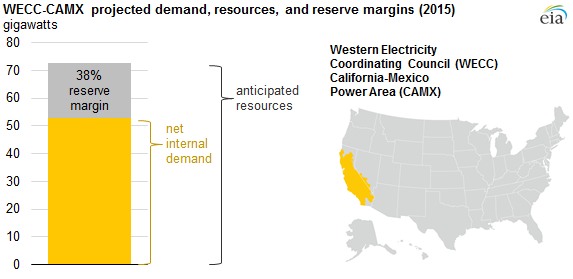 WECC-CAMX projected demand, resources, and reserve margins (2015)
gigawatts
eia
80
70
60
50
40
30
20
10
0
38%
reserve
margin
net
internal
demand
anticipated
resources
Western Electricity
Coordinating Council (WECC)
California-Mexico
Power Area (CAMX)